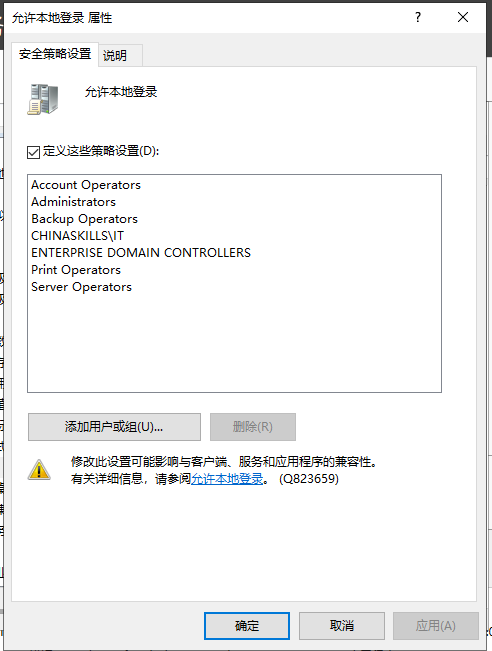 允许本地登录 属性
?
安全策略设置
说明
允许本地登录
定义这些策略设置(D):
Account Operators
Administrators
Backup Operators
CHINASKILLS\IT
ENTERPRISE DOMAIN CONTROLLERS
Print Operators
Server Operators
添加用户或组(U)...
删除(R)
修改此设置可能影响与客户端、服务和应用程序的兼容性。
有关详细信息，请参阅允许本地登录。 (Q823659)
确定
取消
应用(A)